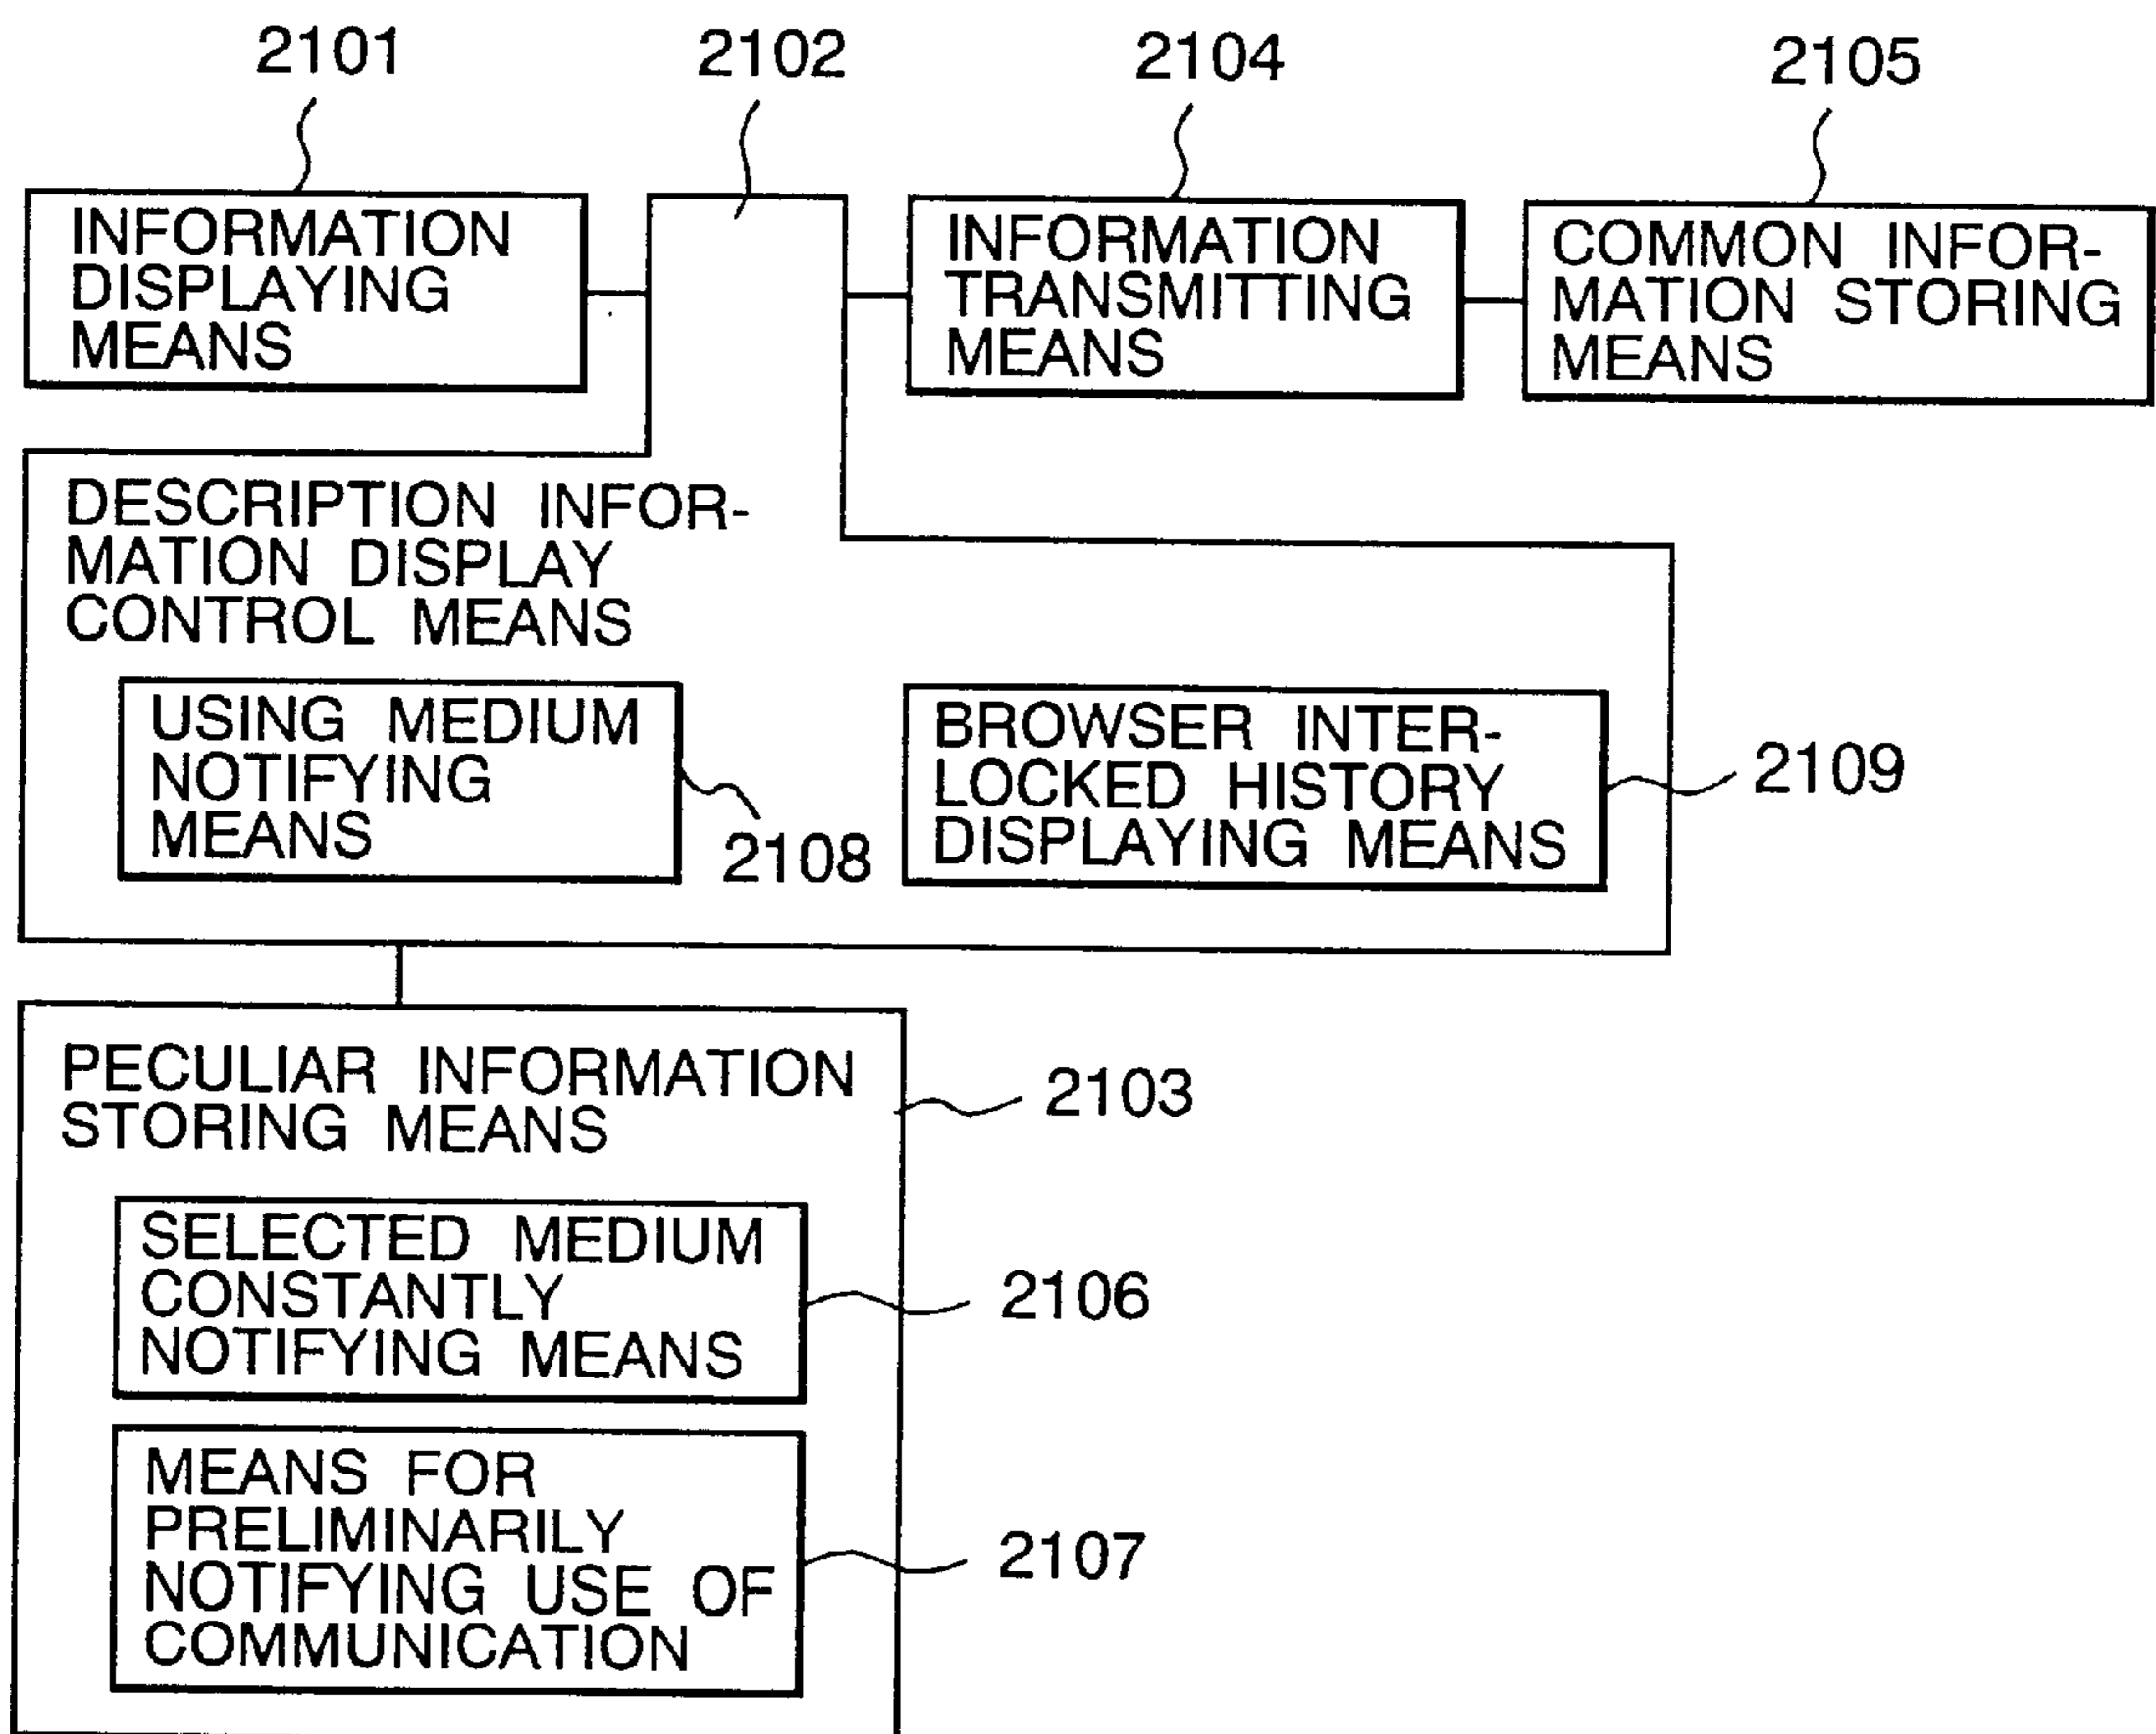 2101
2102
2104
2105
INFORMATION
DISPLAYING
MEANS
INFORMATION
TRANSMITTING
MEANS
COMMON INFOR-
MATION STORING
MEANS
DESCRIPTION INFOR-
MATION DISPLAY
CONTROL MEANS
USING MEDIUM
NOTIFYING
MEANS
2108
BROWSER INTER-
LOCKED HISTORY
DISPLAYING MEANS
2109
PECULIAR INFORMATION
STORING MEANS
2103
SELECTED MEDIUM
CONSTANTLY
NOTIFYING MEANS
2106
MEANS FOR
PRELIMINARILY
NOTIFYING USE OF
COMMUNICATION
2107